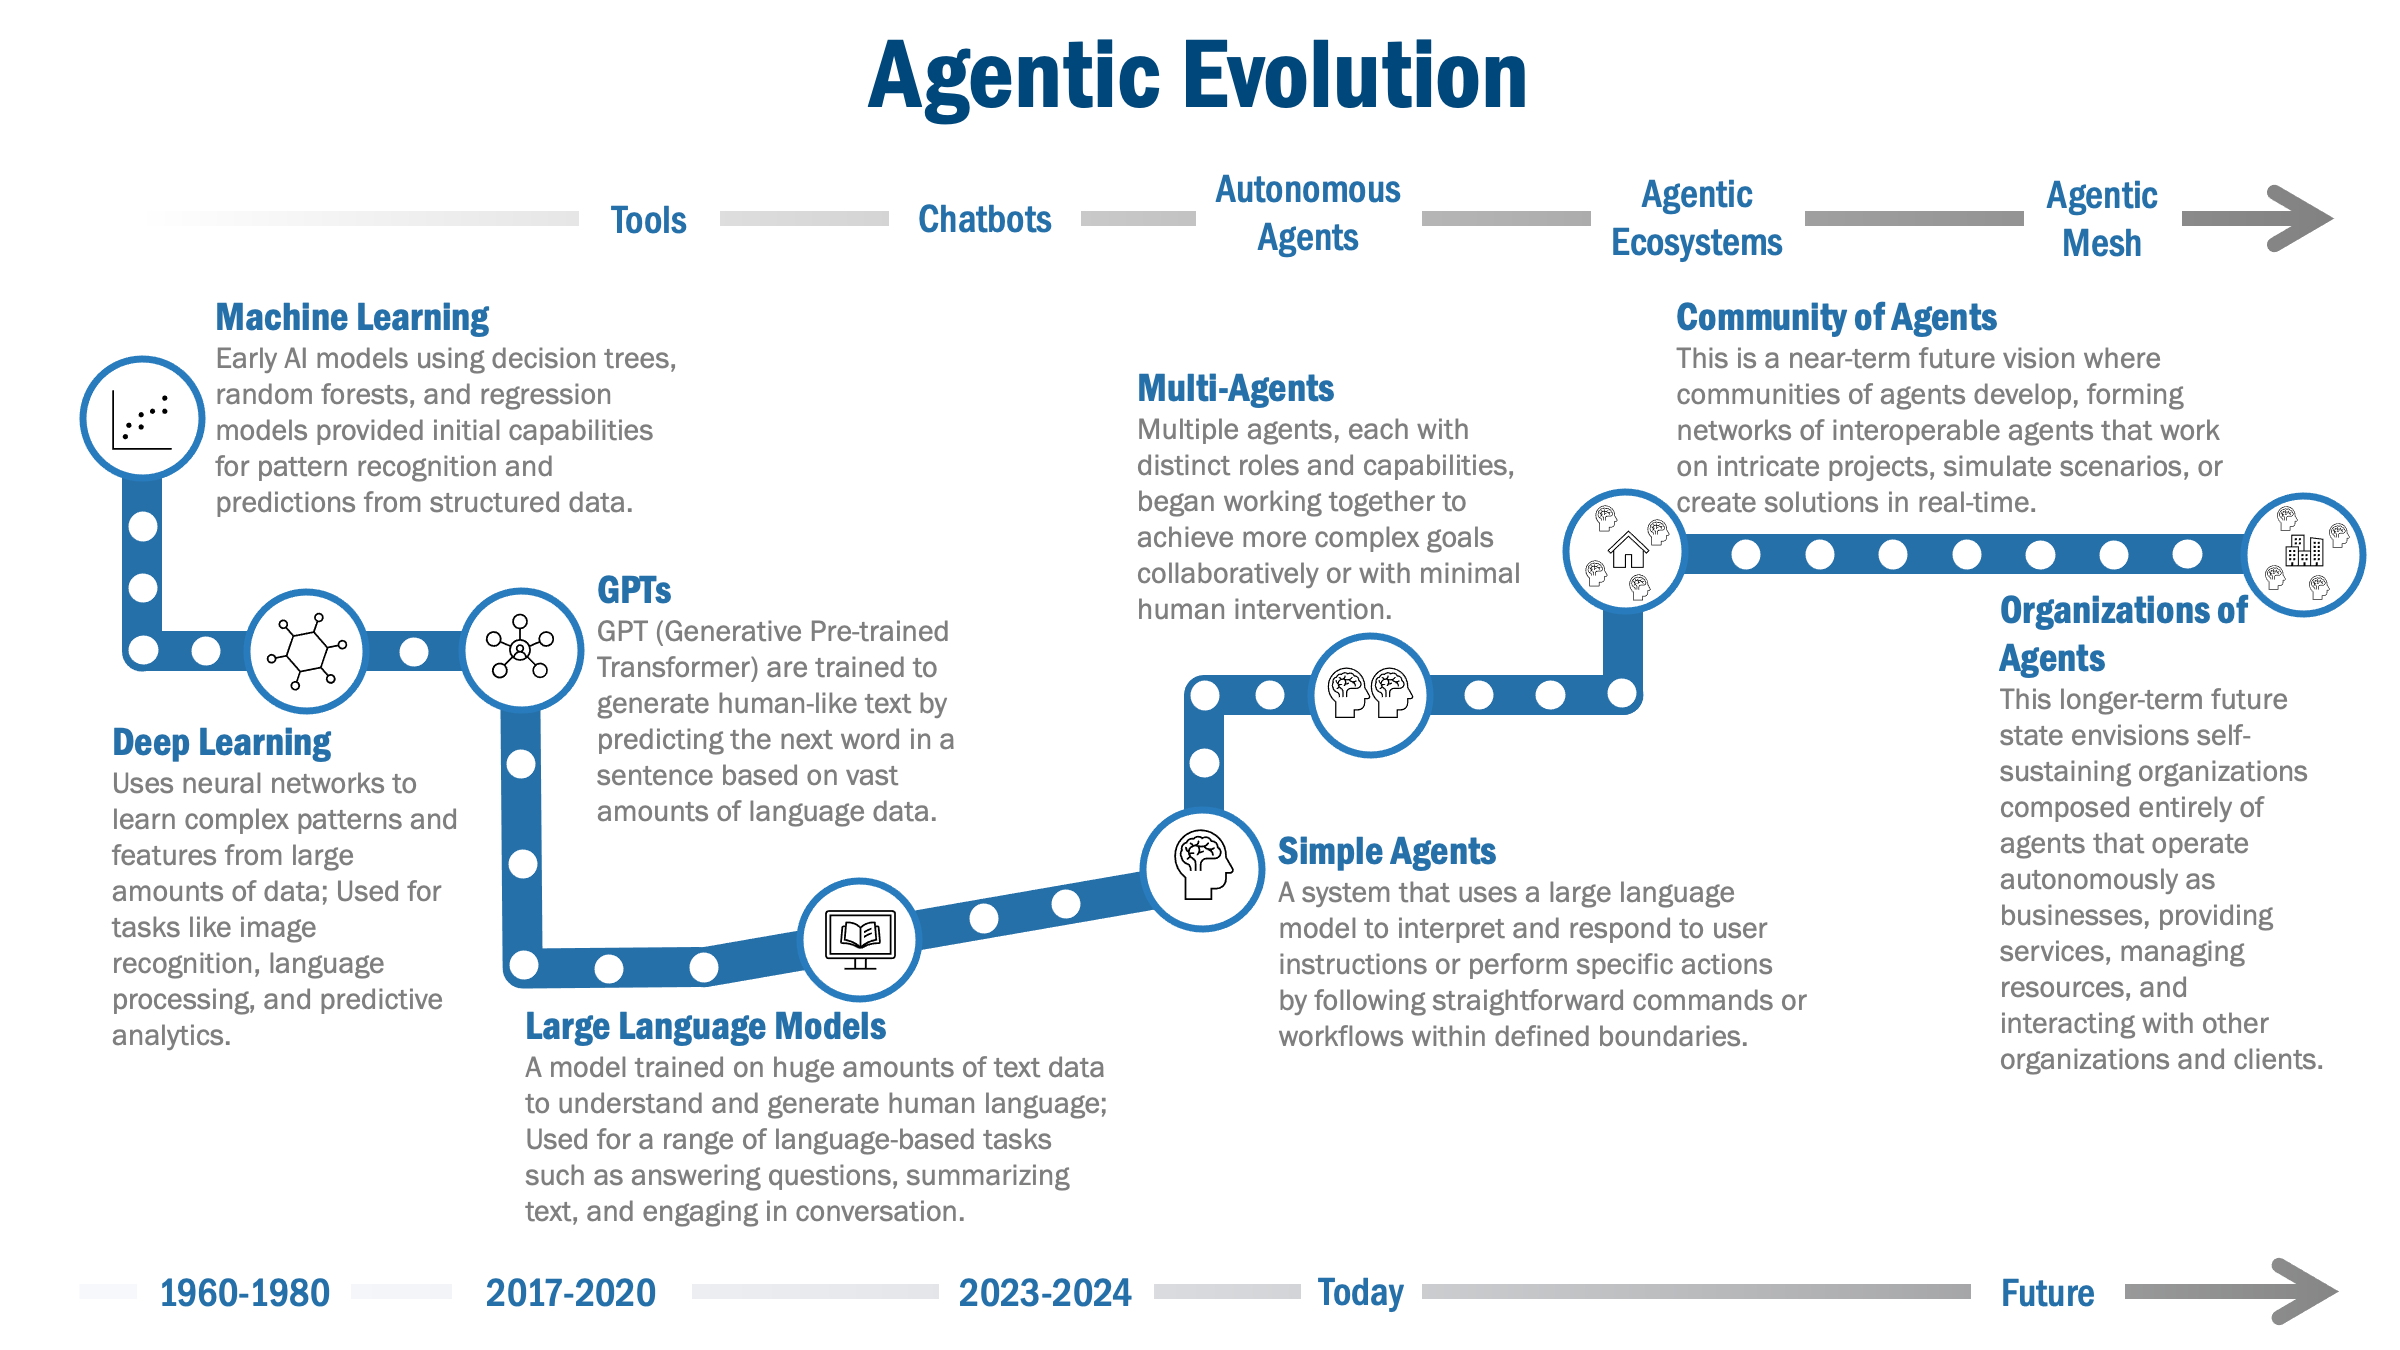 Agentic Evolution
Tools
Chatbots
Autonomous
Agents
Agentic
Ecosystems
Agentic
Mesh
Machine Learning
Early AI models using decision trees,
random forests, and regression
models provided initial capabilities
for pattern recognition and
predictions from structured data.
Deep Learning
Uses neural networks to
learn complex patterns and
features from large
amounts of data; Used for
tasks like image
recognition, language
processing, and predictive
analytics.
GPTs
GPT (Generative Pre-trained
Transformer) are trained to
generate human-like text by
predicting the next word in a
sentence based on vast
amounts of language data.
Large Language Models
A model trained on huge amounts of text data
to understand and generate human language;
Used for a range of language-based tasks
such as answering questions, summarizing
text, and engaging in conversation.
Simple Agents
A system that uses a large language
model to interpret and respond to user
instructions or perform specific actions
by following straightforward commands or
workflows within defined boundaries.
Multi-Agents
Multiple agents, each with
distinct roles and capabilities,
began working together to
achieve more complex goals
collaboratively or with minimal
human intervention.
Community of Agents
This is a near-term future vision where
communities of agents develop, forming
networks of interoperable agents that work
on intricate projects, simulate scenarios, or
create solutions in real-time.
Organizations of
Agents
This longer-term future
state envisions self-
sustaining organizations
composed entirely of
agents that operate
autonomously as
businesses, providing
services, managing
resources, and
interacting with other
organizations and clients.
1960-1980
2017-2020
2023-2024
Today
Future